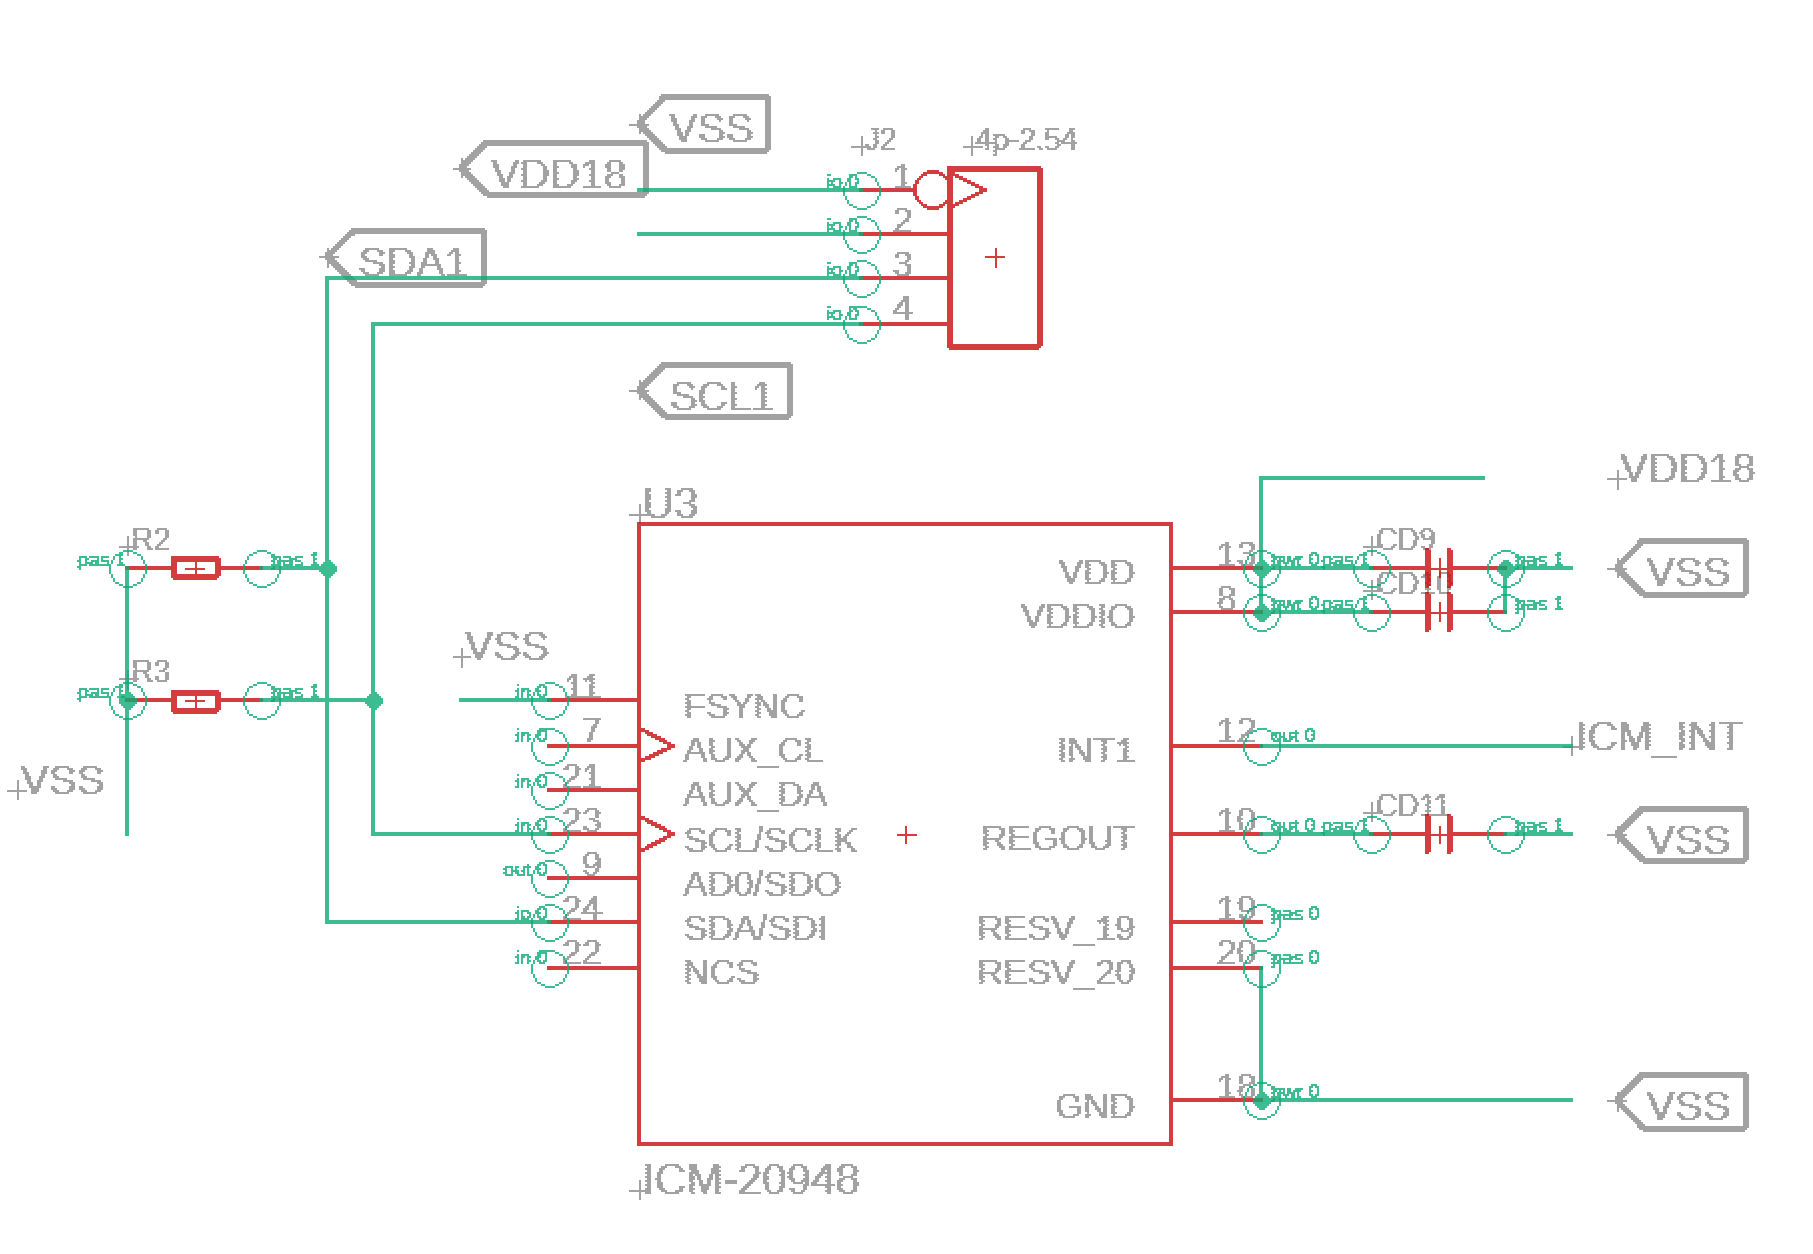 VSS
J2
4p-2.54
VDD18
io 0
1
io 0
2
SDA1
io 0
3
io 0
4
SCL1
VDD18
U3
R2
pas 1
pas 1
VDD
13
pwr 0
pas 1
CD9
pas 1
VSS
VDDIO
8
pwr 0
pas 1
CD10
pas 1
VSS
R3
pas 1
pas 1
in 0
11
FSYNC
in 0
7
AUX_CL
INT1
12
out 0
ICM_INT
VSS
in 0
21
AUX_DA
in 0
23
SCL/SCLK
REGOUT
10
out 0
pas 1
CD11
pas 1
VSS
out 0
9
AD0/SDO
io 0
24
SDA/SDI
RESV_19
19
pas 0
in 0
22
NCS
RESV_20
20
pas 0
GND
18
pwr 0
VSS
ICM-20948